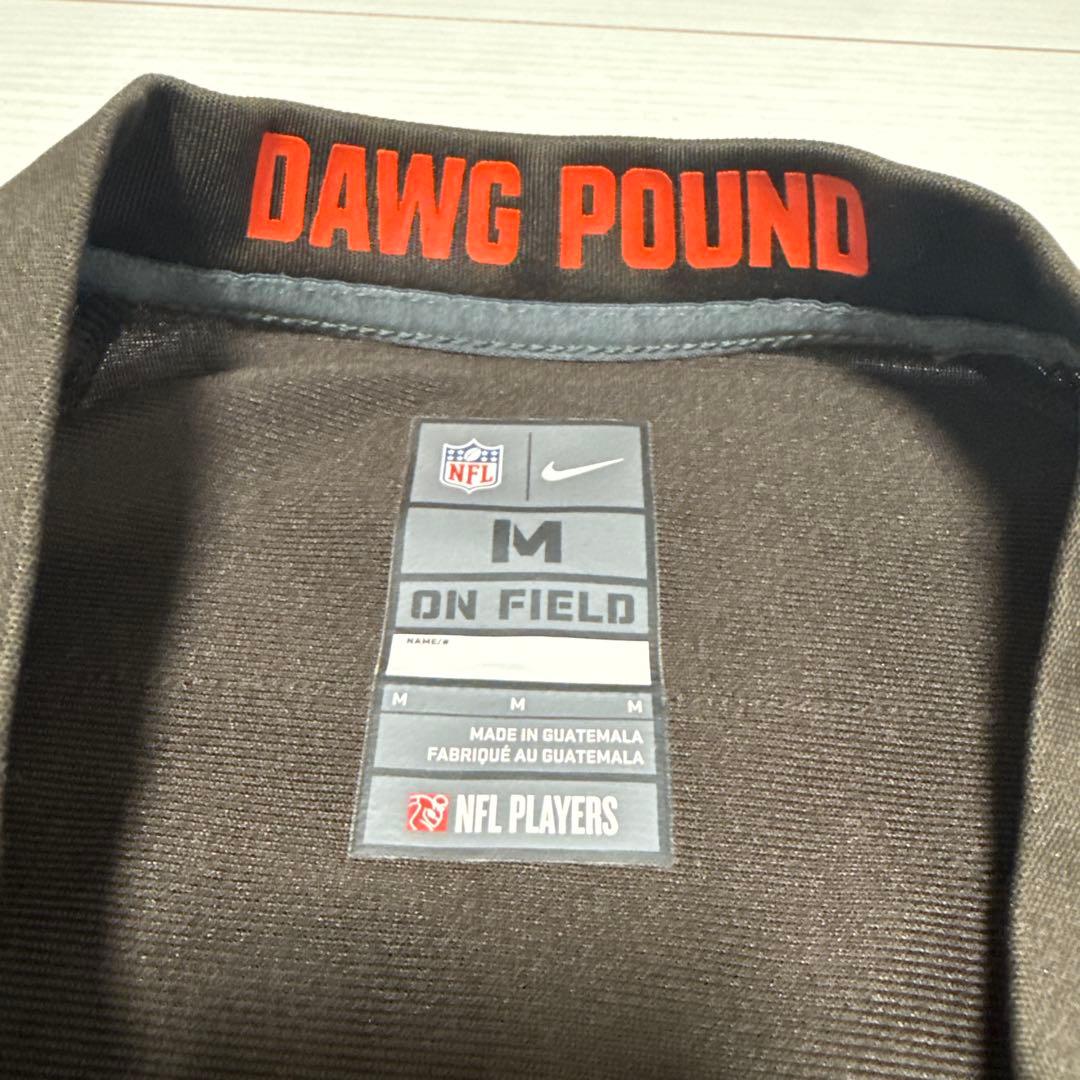 DAWG POUND
NFL
M
ON FIELD
NAME/#
M M M
MADE IN GUATEMALA
FABRIQUÉ AU GUATEMALA
NFL PLAYERS